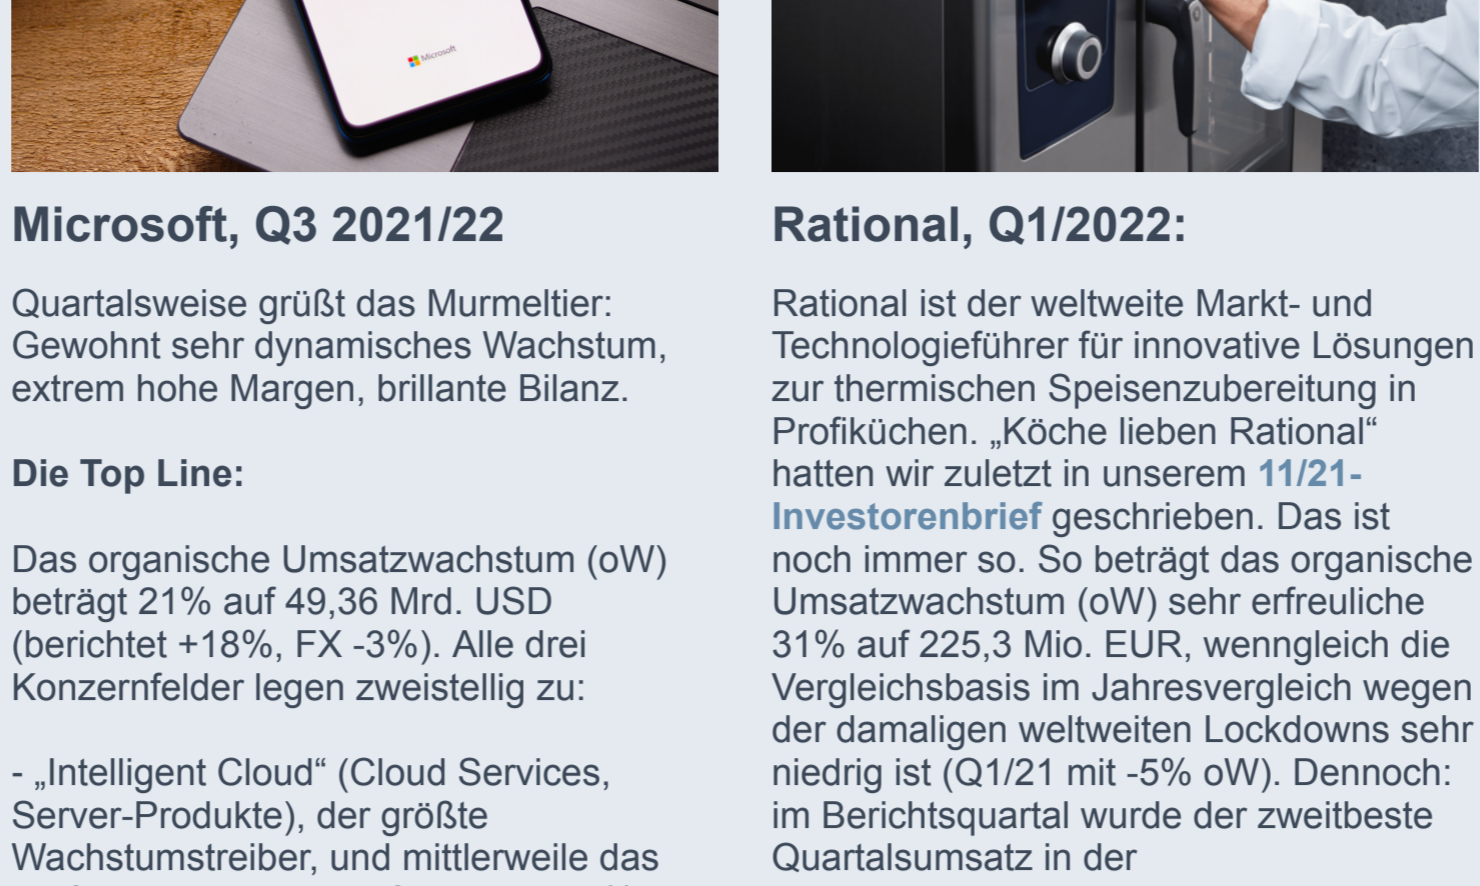 Microsoft
Microsoft, Q3 2021/22
Quartalsweise grüßt das Murmeltier:
Gewohnt sehr dynamisches Wachstum,
extrem hohe Margen, brillante Bilanz.
Die Top Line:
Das organische Umsatzwachstum (oW)
beträgt 21% auf 49,36 Mrd. USD
(berichtet +18%, FX -3%). Alle drei
Konzernfelder legen zweistellig zu:
- „Intelligent Cloud“ (Cloud Services,
Server-Produkte), der größte
Wachstumstreiber, und mittlerweile das
Rational, Q1/2022:
Rational ist der weltweite Markt- und
Technologieführer für innovative Lösungen
zur thermischen Speisenzubereitung in
Profiküchen. „Köche lieben Rational“
hatten wir zuletzt in unserem 11/21-
Investorenbrief geschrieben. Das ist
noch immer so. So beträgt das organische
Umsatzwachstum (oW) sehr erfreuliche
31% auf 225,3 Mio. EUR, wenngleich die
Vergleichsbasis im Jahresvergleich wegen
der damaligen weltweiten Lockdowns sehr
niedrig ist (Q1/21 mit -5% oW). Dennoch:
im Berichtsquartal wurde der zweitbeste
Quartalsumsatz in der